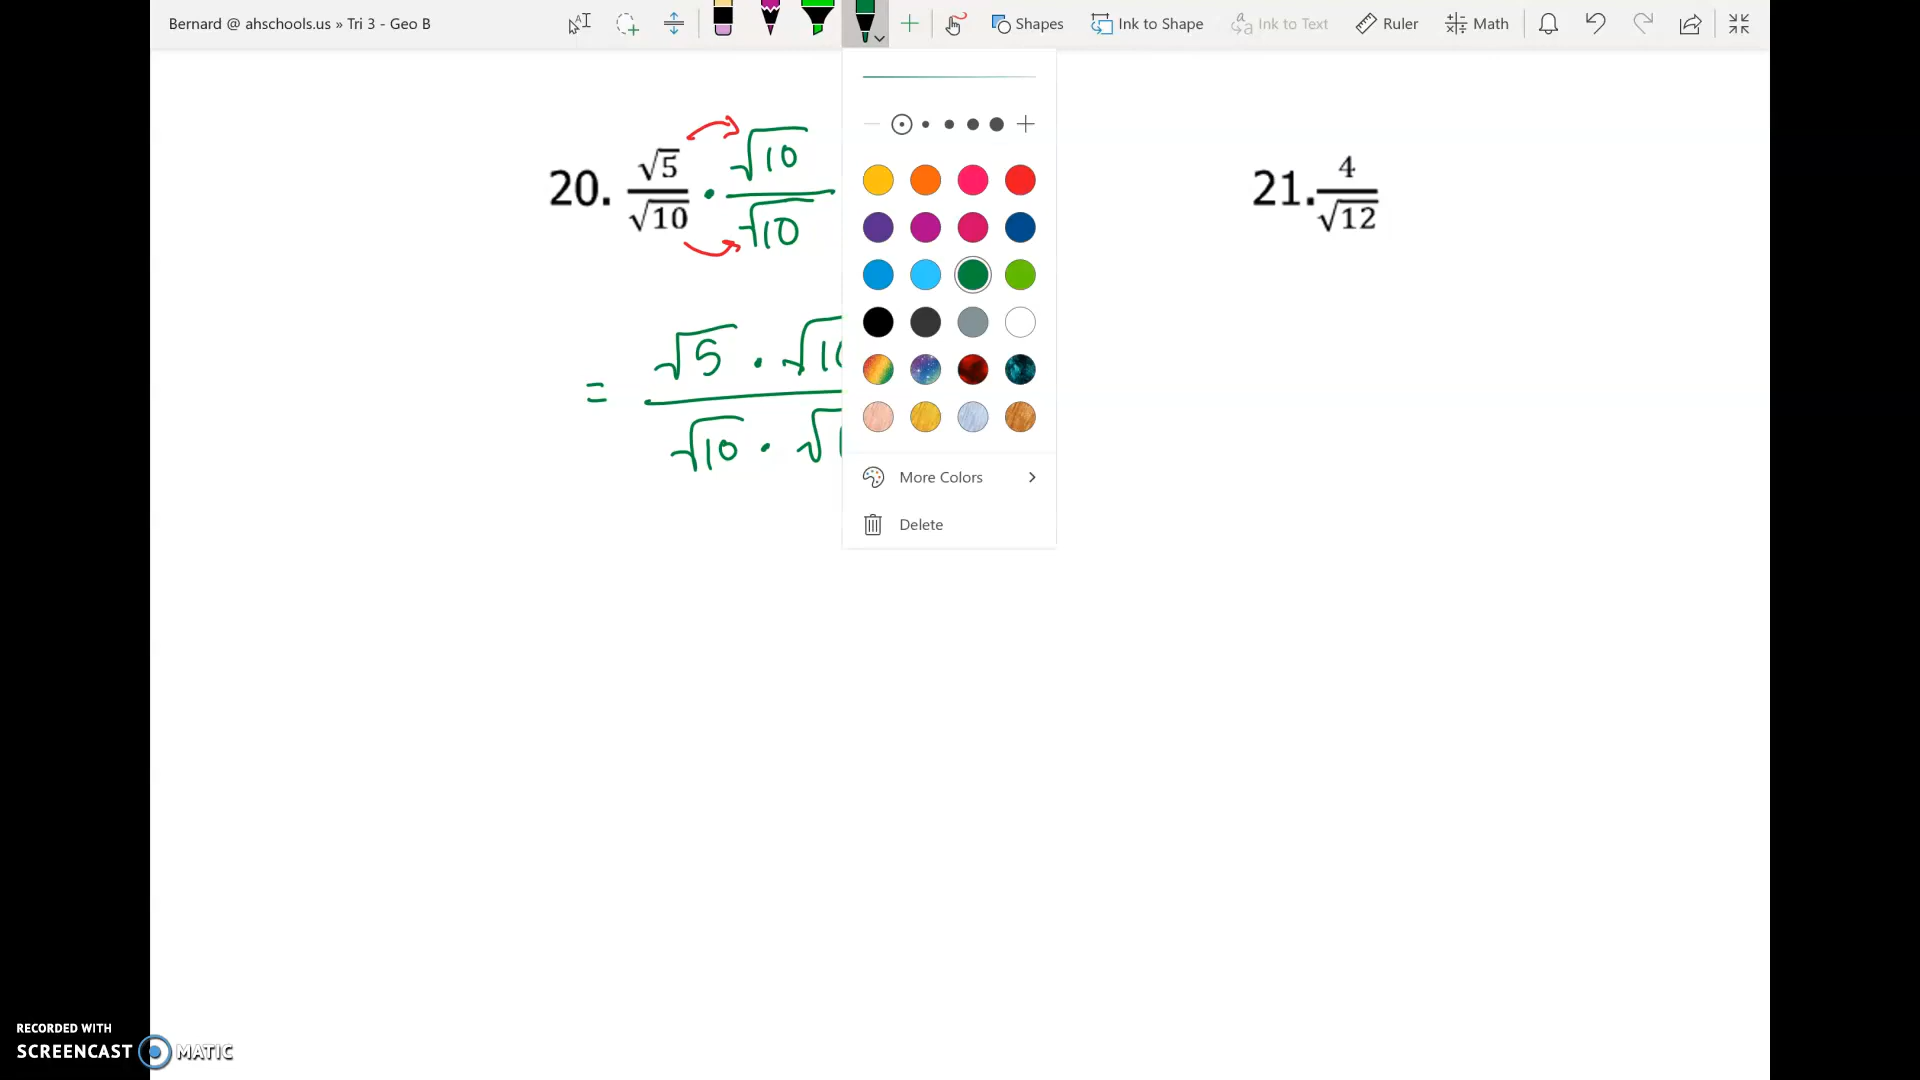 Bernard @ ahschools.us » Tri 3 - Geo B
Shapes
Ink to Shape
Ink to Text
Ruler
Math
20. √5/√10 · √10/√10
21. 4/√12
= √5 · √10
√10 · √1
More Colors
Delete
RECORDED WITH
SCREENCAST MATIC